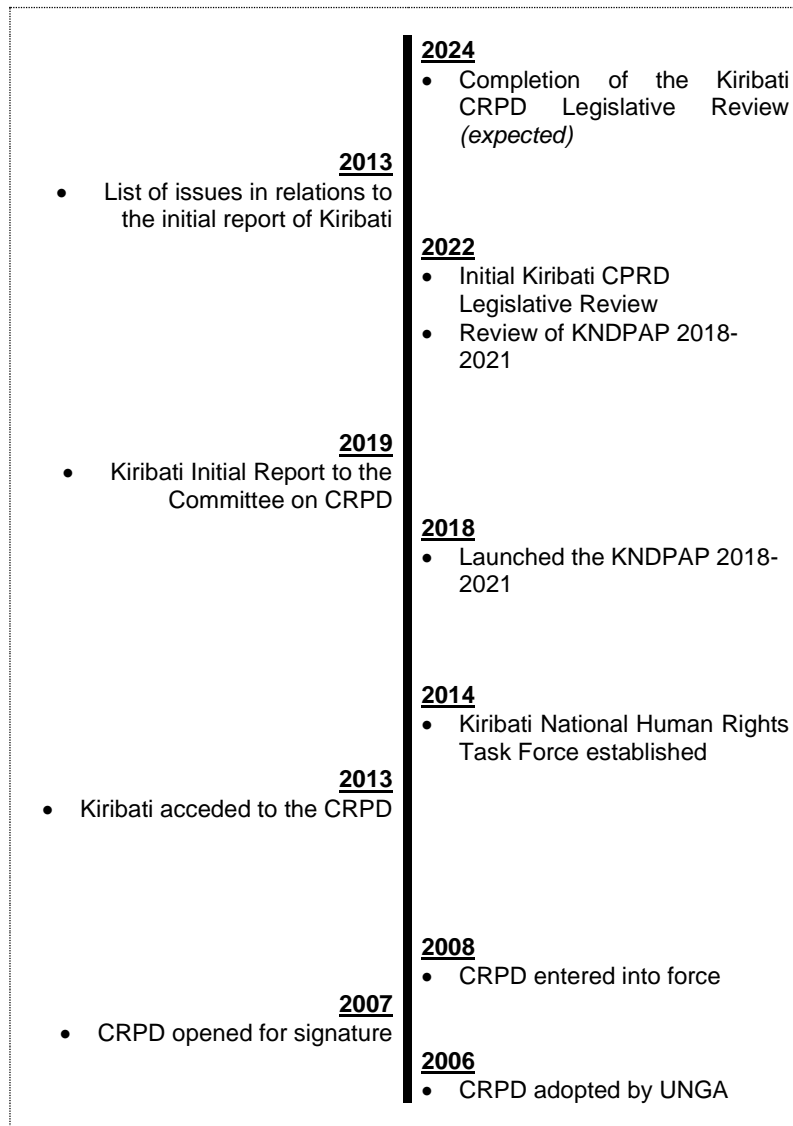 2024
• Completion of the Kiribati
CRPD Legislative Review
(expected)
2013
• List of issues in relations to
the initial report of Kiribati
2022
• Initial Kiribati CPRD
Legislative Review
• Review of KNDPAP 2018-
2021
2019
• Kiribati Initial Report to the
Committee on CRPD
2018
• Launched the KNDPAP 2018-
2021
2014
• Kiribati National Human Rights
Task Force established
2013
• Kiribati acceded to the CRPD
2008
• CRPD entered into force
2007
• CRPD opened for signature
2006
• CRPD adopted by UNGA